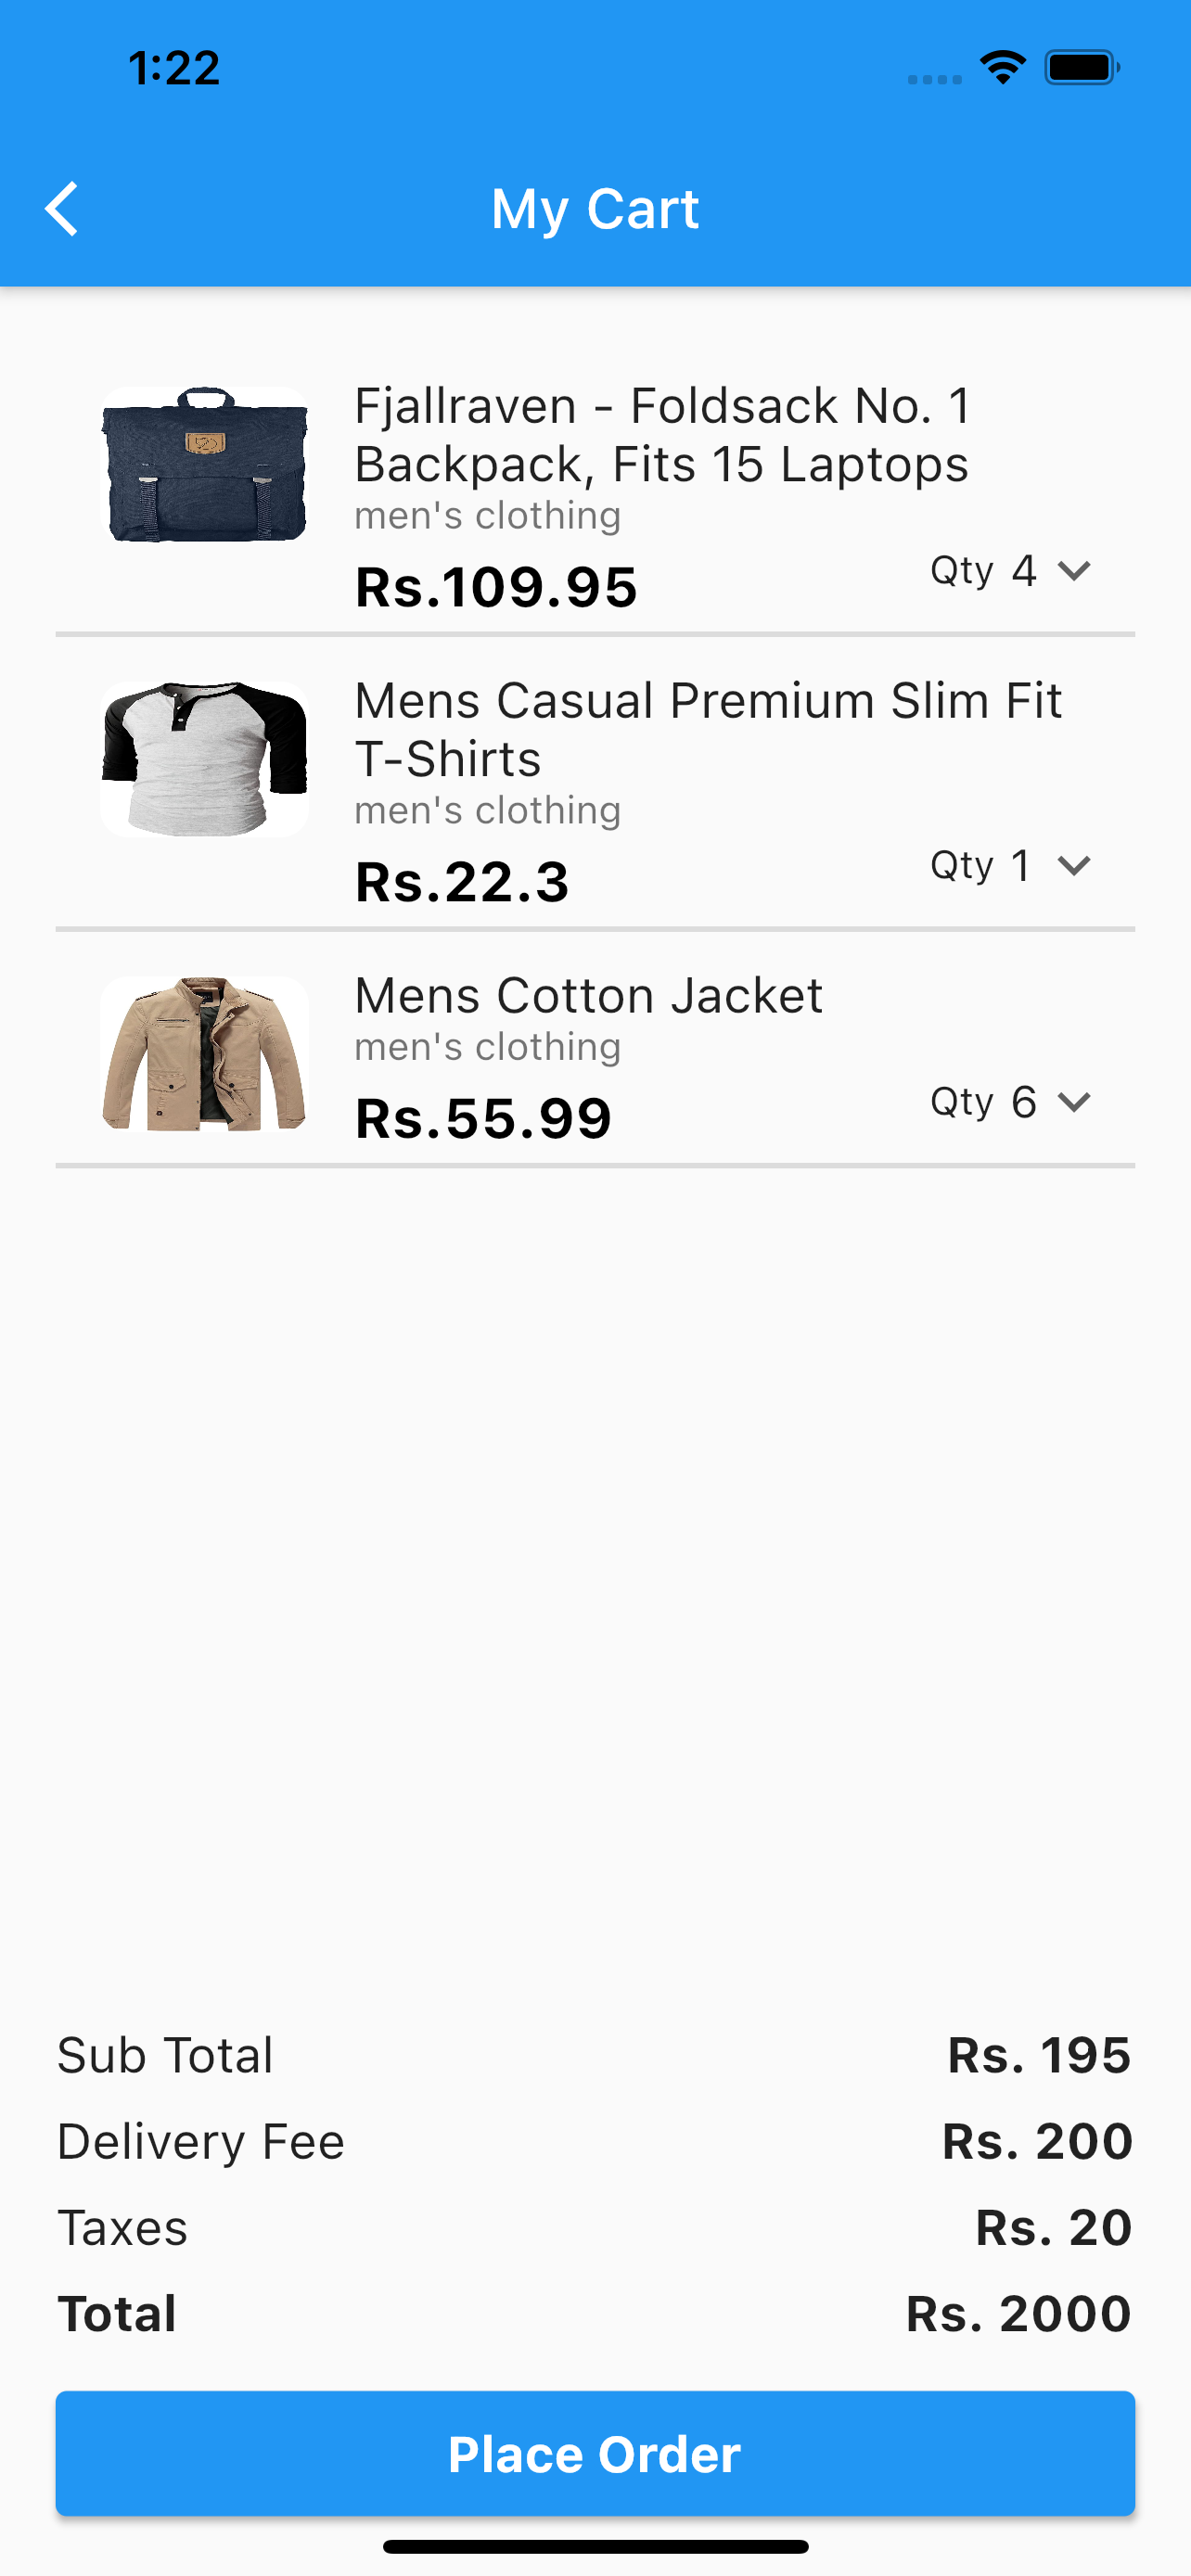 1:22
My Cart
Fjallraven - Foldsack No. 1
Backpack, Fits 15 Laptops
men's clothing
Rs.109.95
Qty 4
Mens Casual Premium Slim Fit
T-Shirts
men's clothing
Rs.22.3
Qty 1
Mens Cotton Jacket
men's clothing
Rs.55.99
Qty 6
Sub Total Rs. 195
Delivery Fee Rs. 200
Taxes Rs. 20
Total Rs. 2000
Place Order